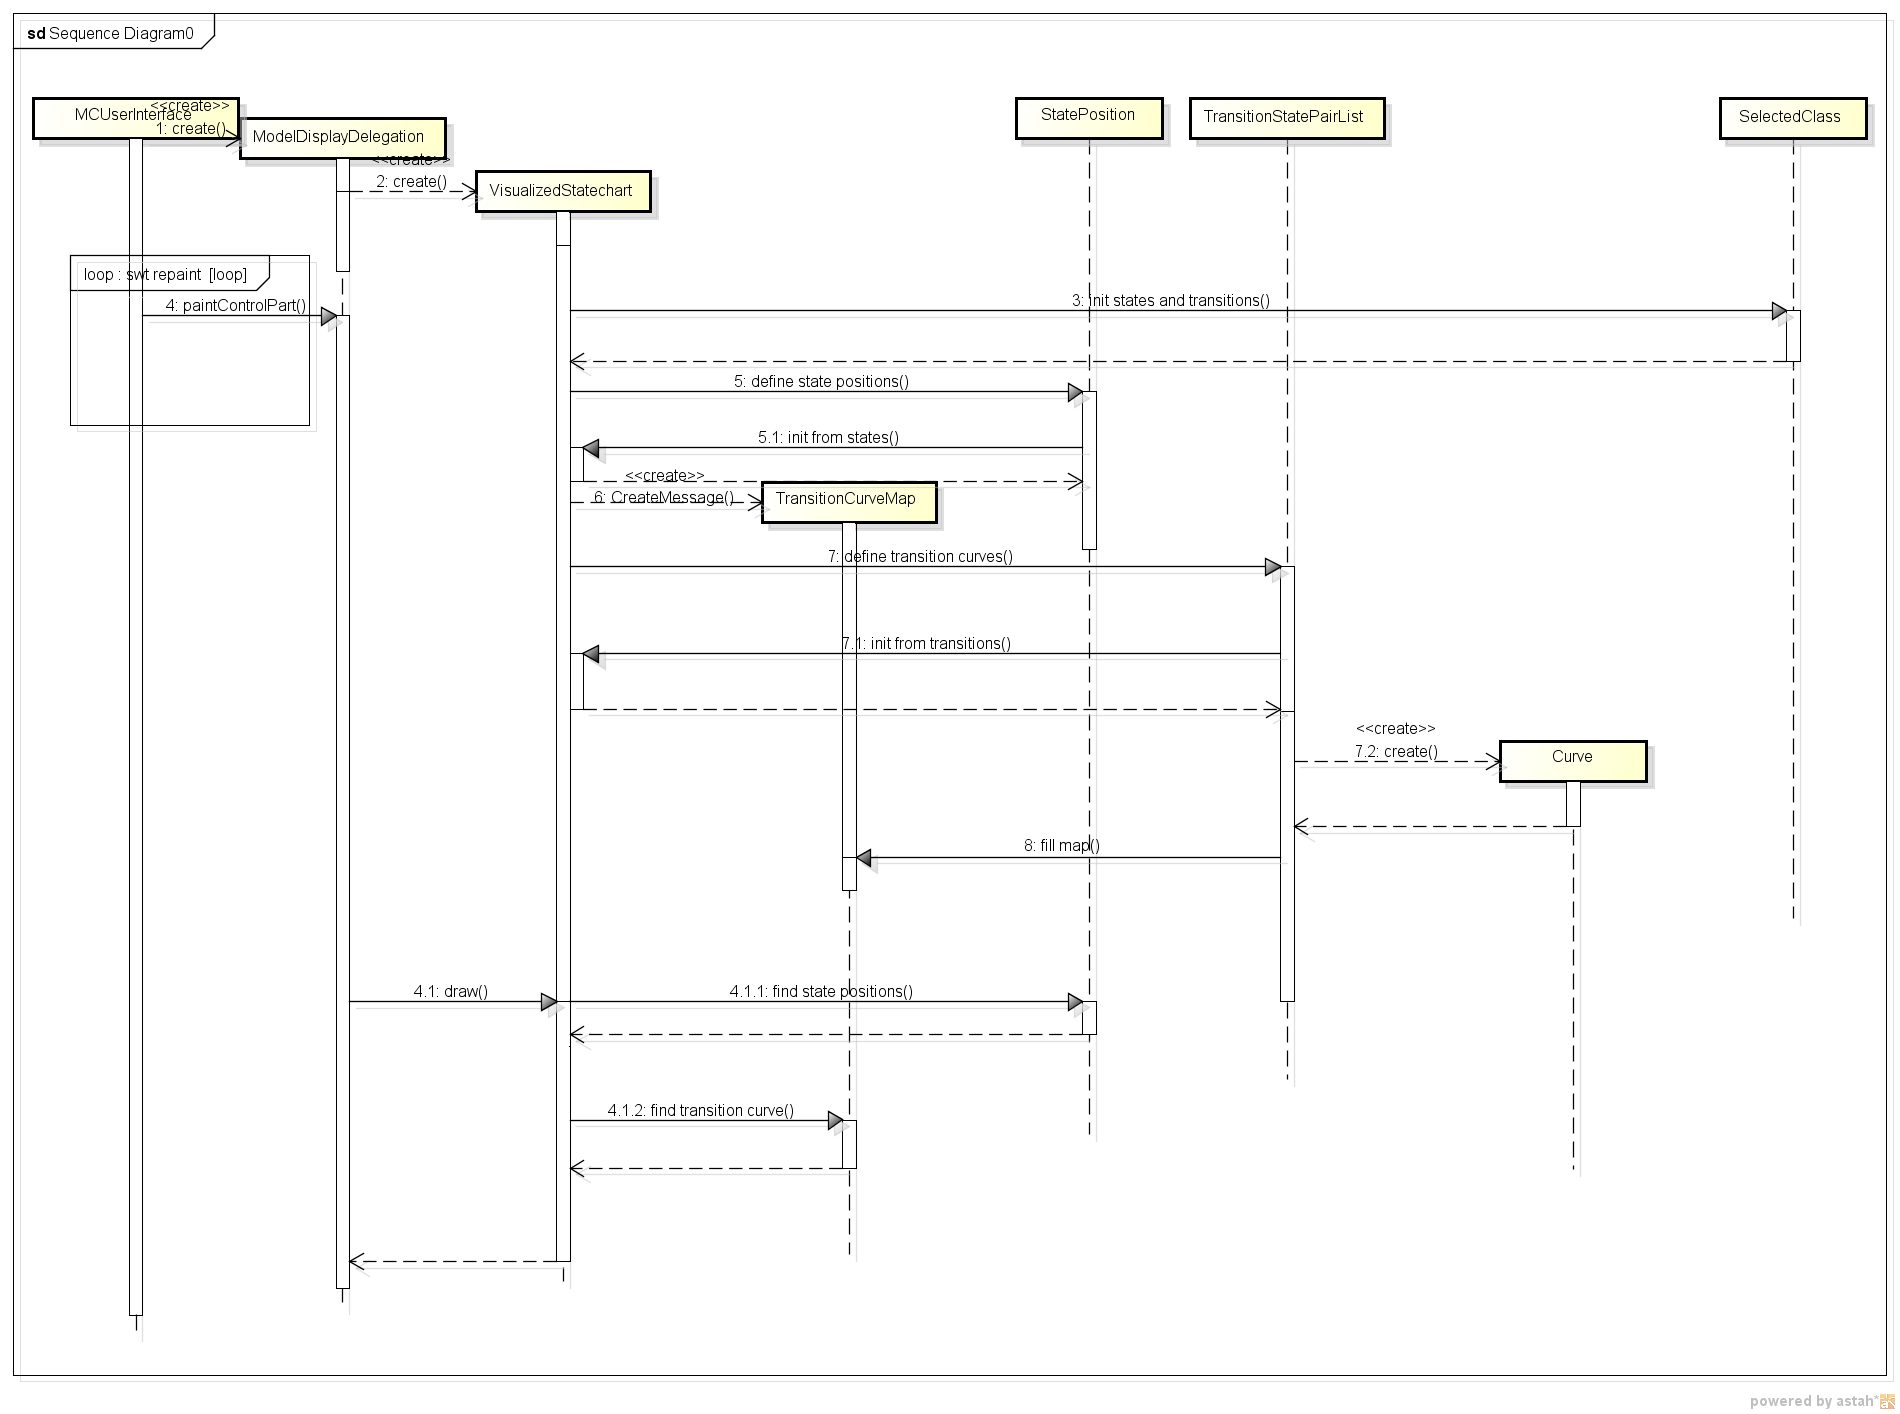 sd Sequence Diagram0
MCUserInterface
<<create>>
1: create()
ModelDisplayDelegation
<<create>>
2: create()
VisualizedStatechart
StatePosition
TransitionStatePairList
SelectedClass
loop : swt repaint [loop]
4: paintControlPart()
3: init states and transitions()
5: define state positions()
5.1: init from states()
<<create>>
6: CreateMessage()
TransitionCurveMap
7: define transition curves()
7.1: init from transitions()
<<create>>
7.2: create()
Curve
8: fill map()
4.1: draw()
4.1.1: find state positions()
4.1.2: find transition curve()
powered by astah*